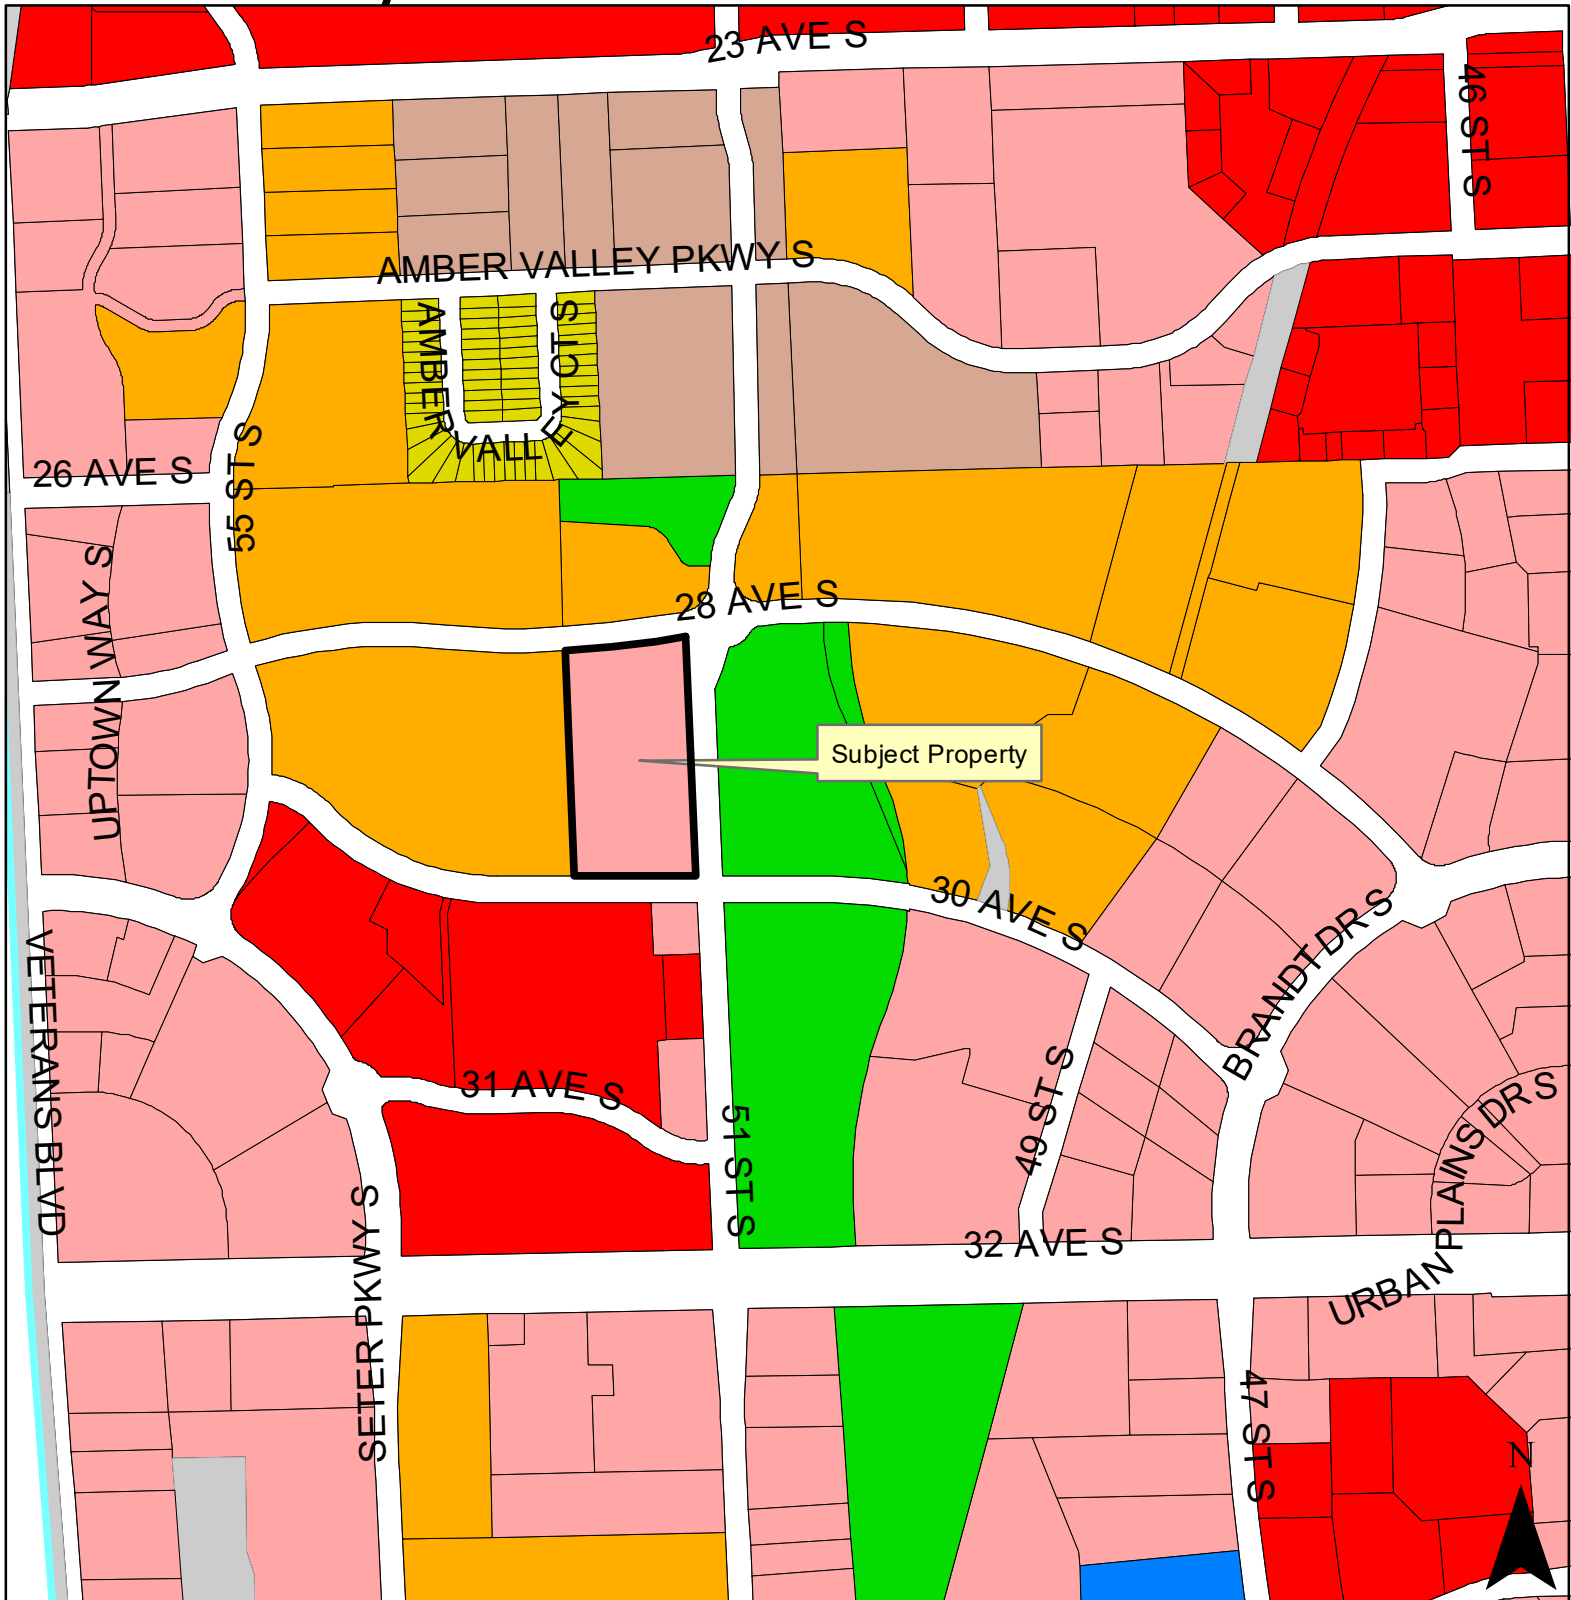 23 AVE S
46 ST S
AMBER VALLEY PKWY S
AMBER VALLEY CT S
26 AVE S
55 ST S
28 AVE S
UPTOWN WAY S
Subject Property
30 AVE S
BRANDT DR S
VETERANS BLVD
31 AVE S
51 ST S
49 ST S
URBAN PLAINS DR S
32 AVE S
SETER PKWY S
47 ST S
N